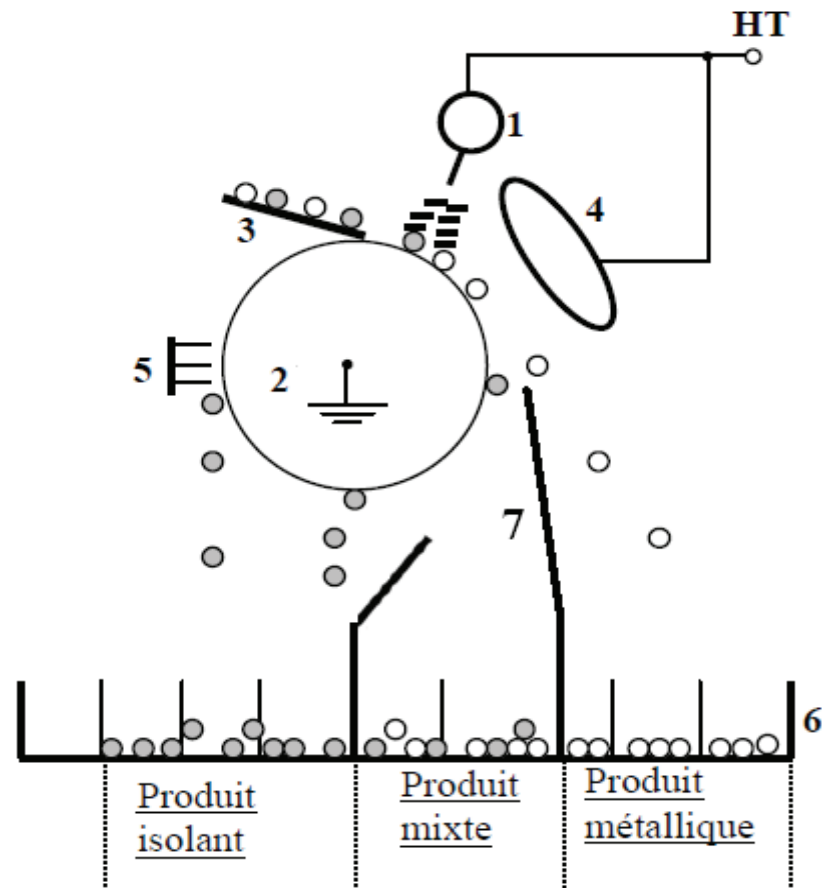 HT
1
4
3
5
2
7
6
Produit
isolant
Produit
mixte
Produit
métallique